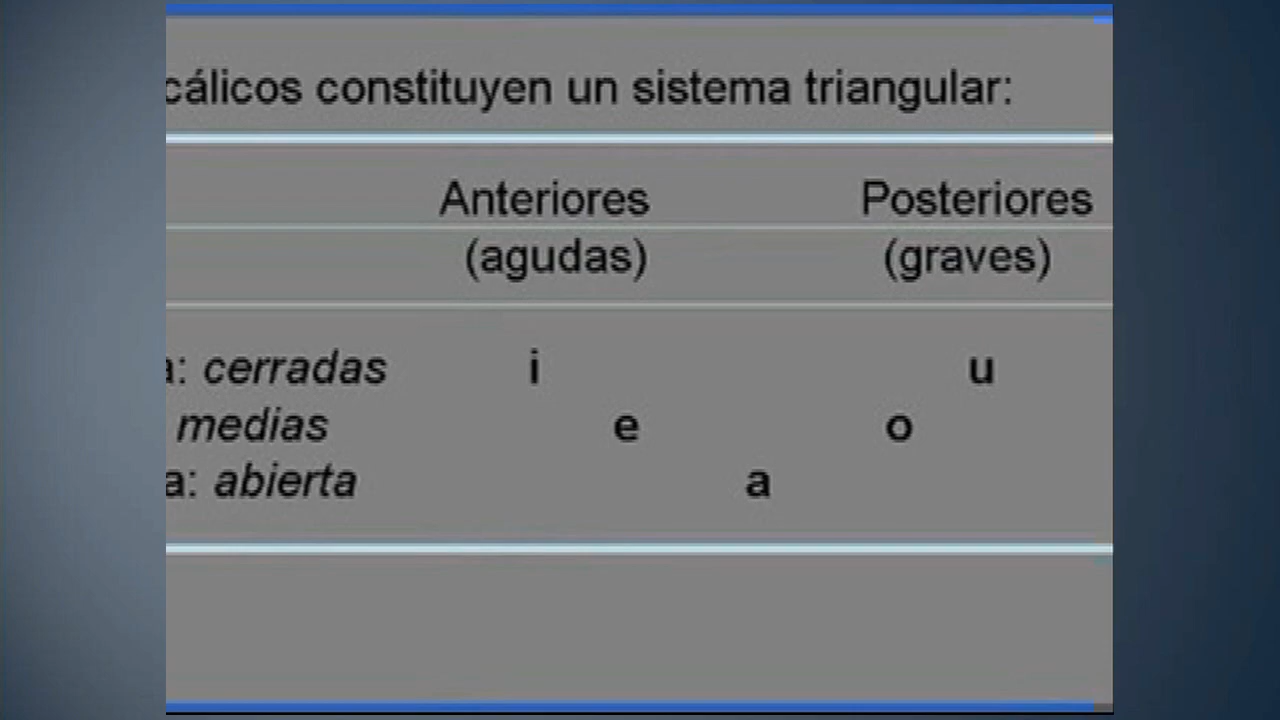 cálicos constituyen un sistema triangular:
Anteriores Posteriores
(agudas) (graves)
a: cerradas i u
medias e o
a: abierta a